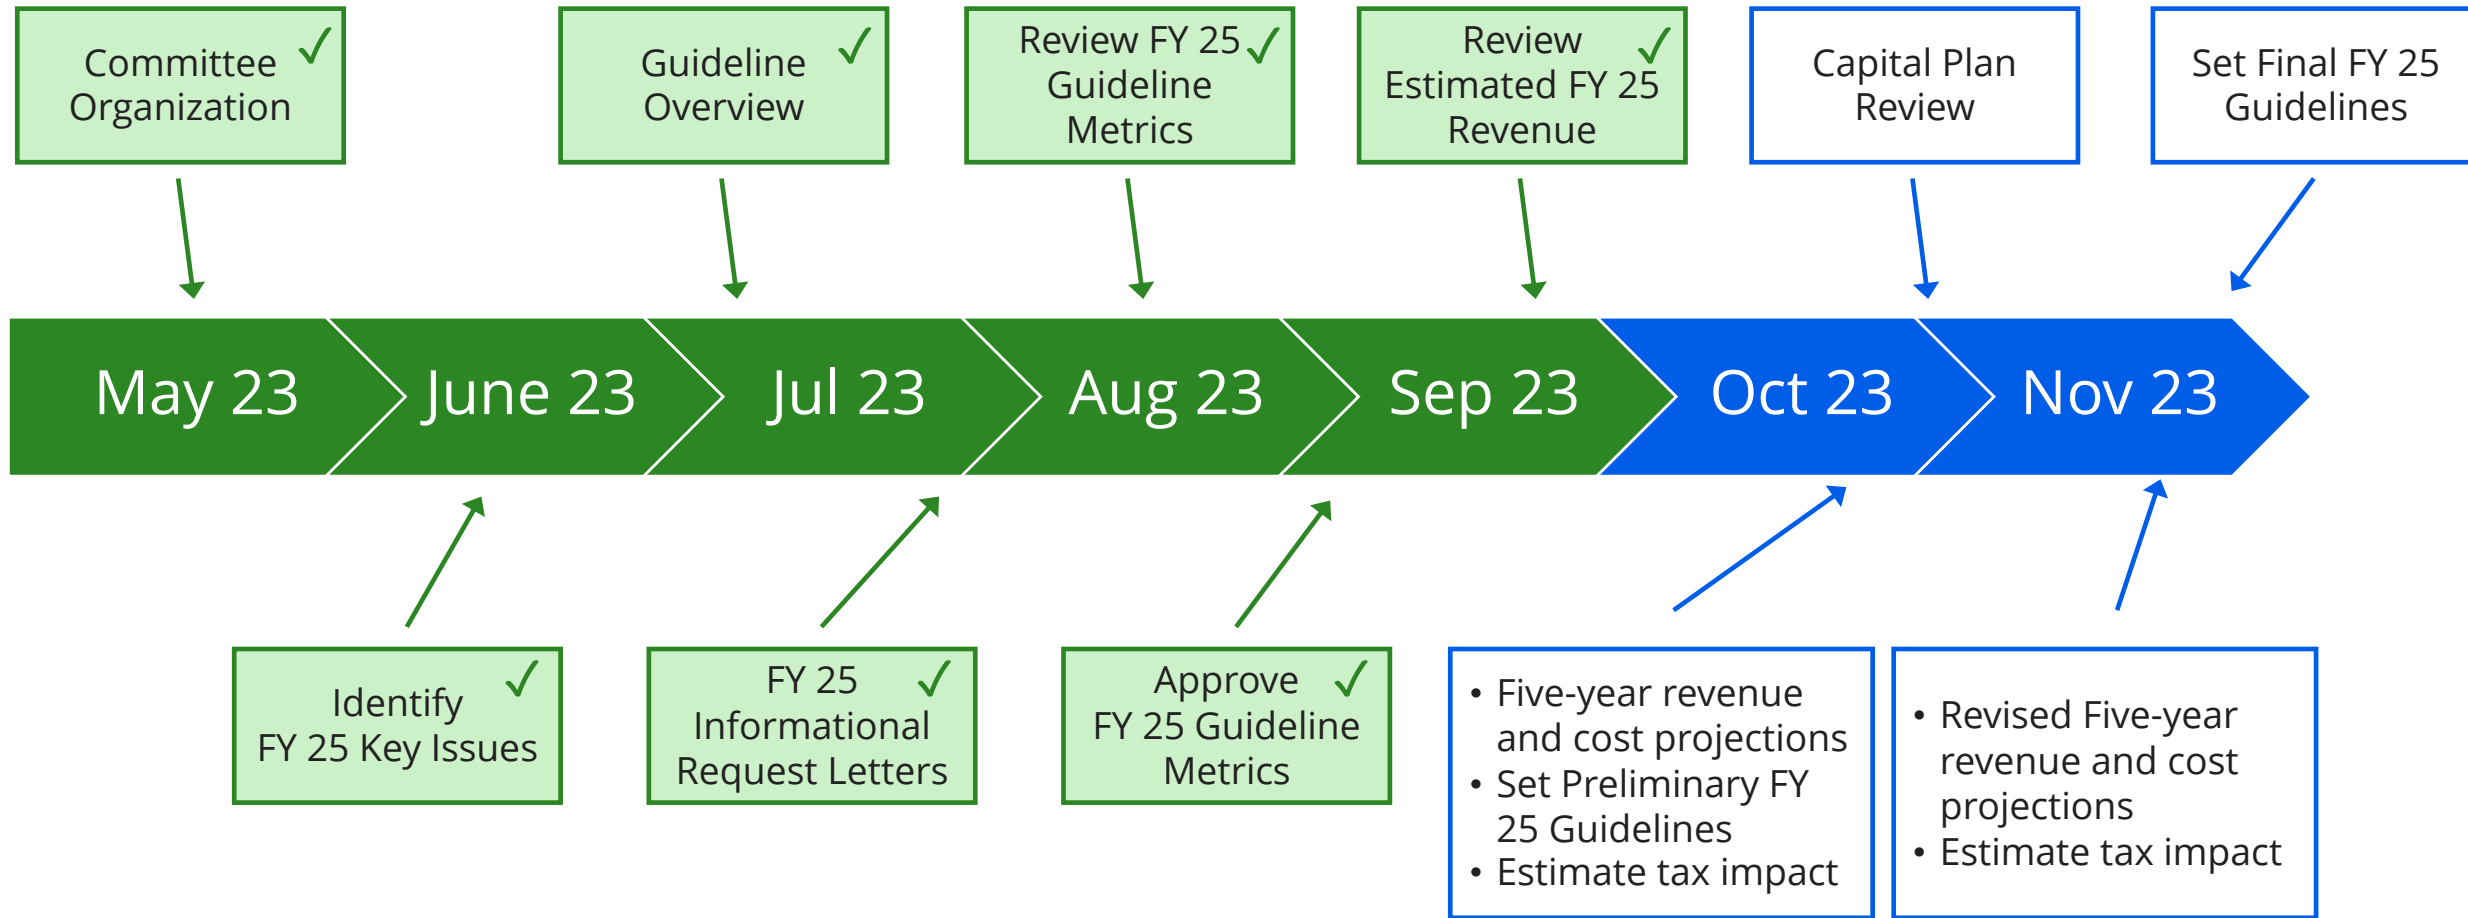 Committee
Organization
✓
Guideline
Overview
✓
Review FY 25
Guideline
Metrics
✓
Review
Estimated FY 25
Revenue
✓
Capital Plan
Review
Set Final FY 25
Guidelines
May 23
June 23
Jul 23
Aug 23
Sep 23
Oct 23
Nov 23
Identify
FY 25 Key Issues
✓
FY 25
Informational
Request Letters
✓
Approve
FY 25 Guideline
Metrics
✓
• Five-year revenue
and cost projections
• Set Preliminary FY
25 Guidelines
• Estimate tax impact
• Revised Five-year
revenue and cost
projections
• Estimate tax impact